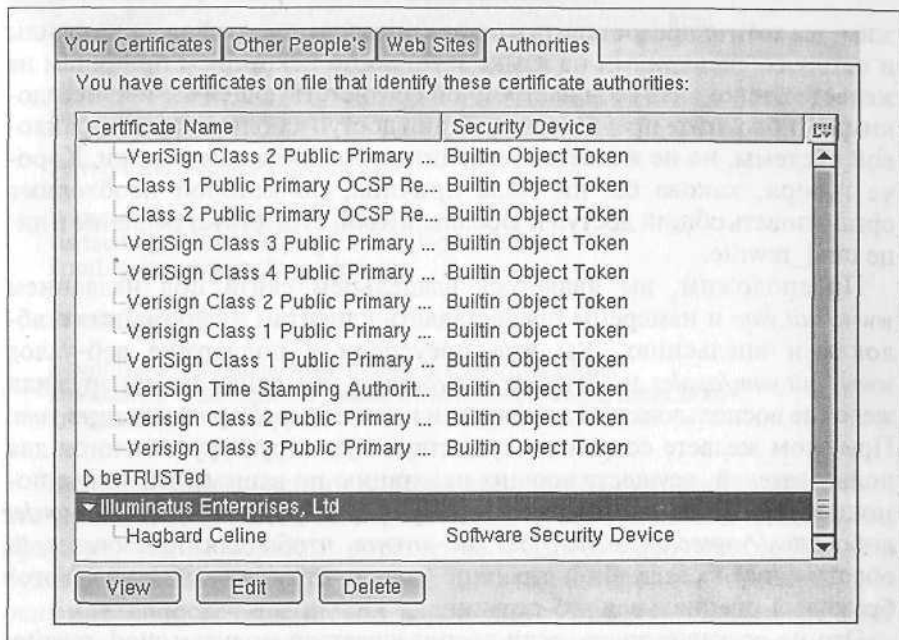 Your Certificates Other People's Web Sites Authorities
You have certificates on file that identify these certificate authorities:
Certificate Name Security Device
VeriSign Class 2 Public Primary ... Builtin Object Token
Class 1 Public Primary OCSP Re... Builtin Object Token
Class 2 Public Primary OCSP Re... Builtin Object Token
VeriSign Class 3 Public Primary ... Builtin Object Token
VeriSign Class 4 Public Primary ... Builtin Object Token
Verisign Class 2 Public Primary ... Builtin Object Token
Verisign Class 1 Public Primary ... Builtin Object Token
VeriSign Class 1 Public Primary ... Builtin Object Token
VeriSign Time Stamping Authorit... Builtin Object Token
Verisign Class 2 Public Primary ... Builtin Object Token
Verisign Class 3 Public Primary ... Builtin Object Token
beTRUSTed
Illuminatus Enterprises, Ltd
Hagbard Celine Software Security Device
View Edit Delete